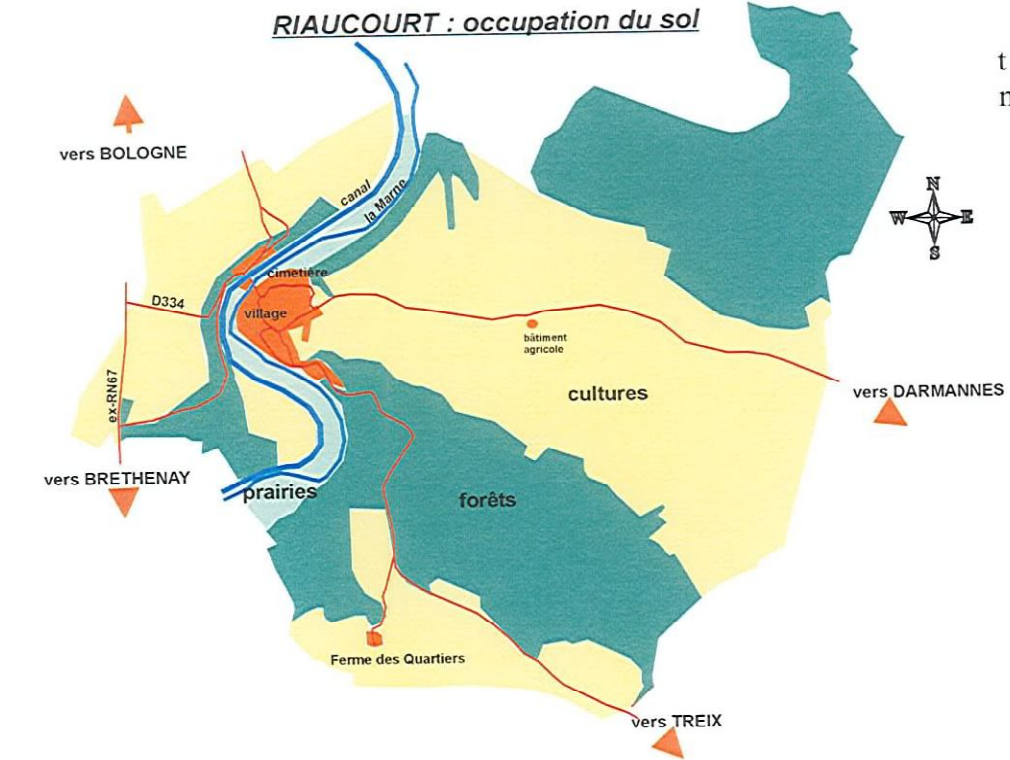 RIAUCOURT : occupation du sol
t
vers BOLOGNE
canal
la Marne
N
W E
S
cimetière
D334
village
bâtiment
agricole
ex-RN67
cultures
vers DARMANNES
vers BRETHENAY
prairies
forêts
Ferme des Quartiers
vers TREIX